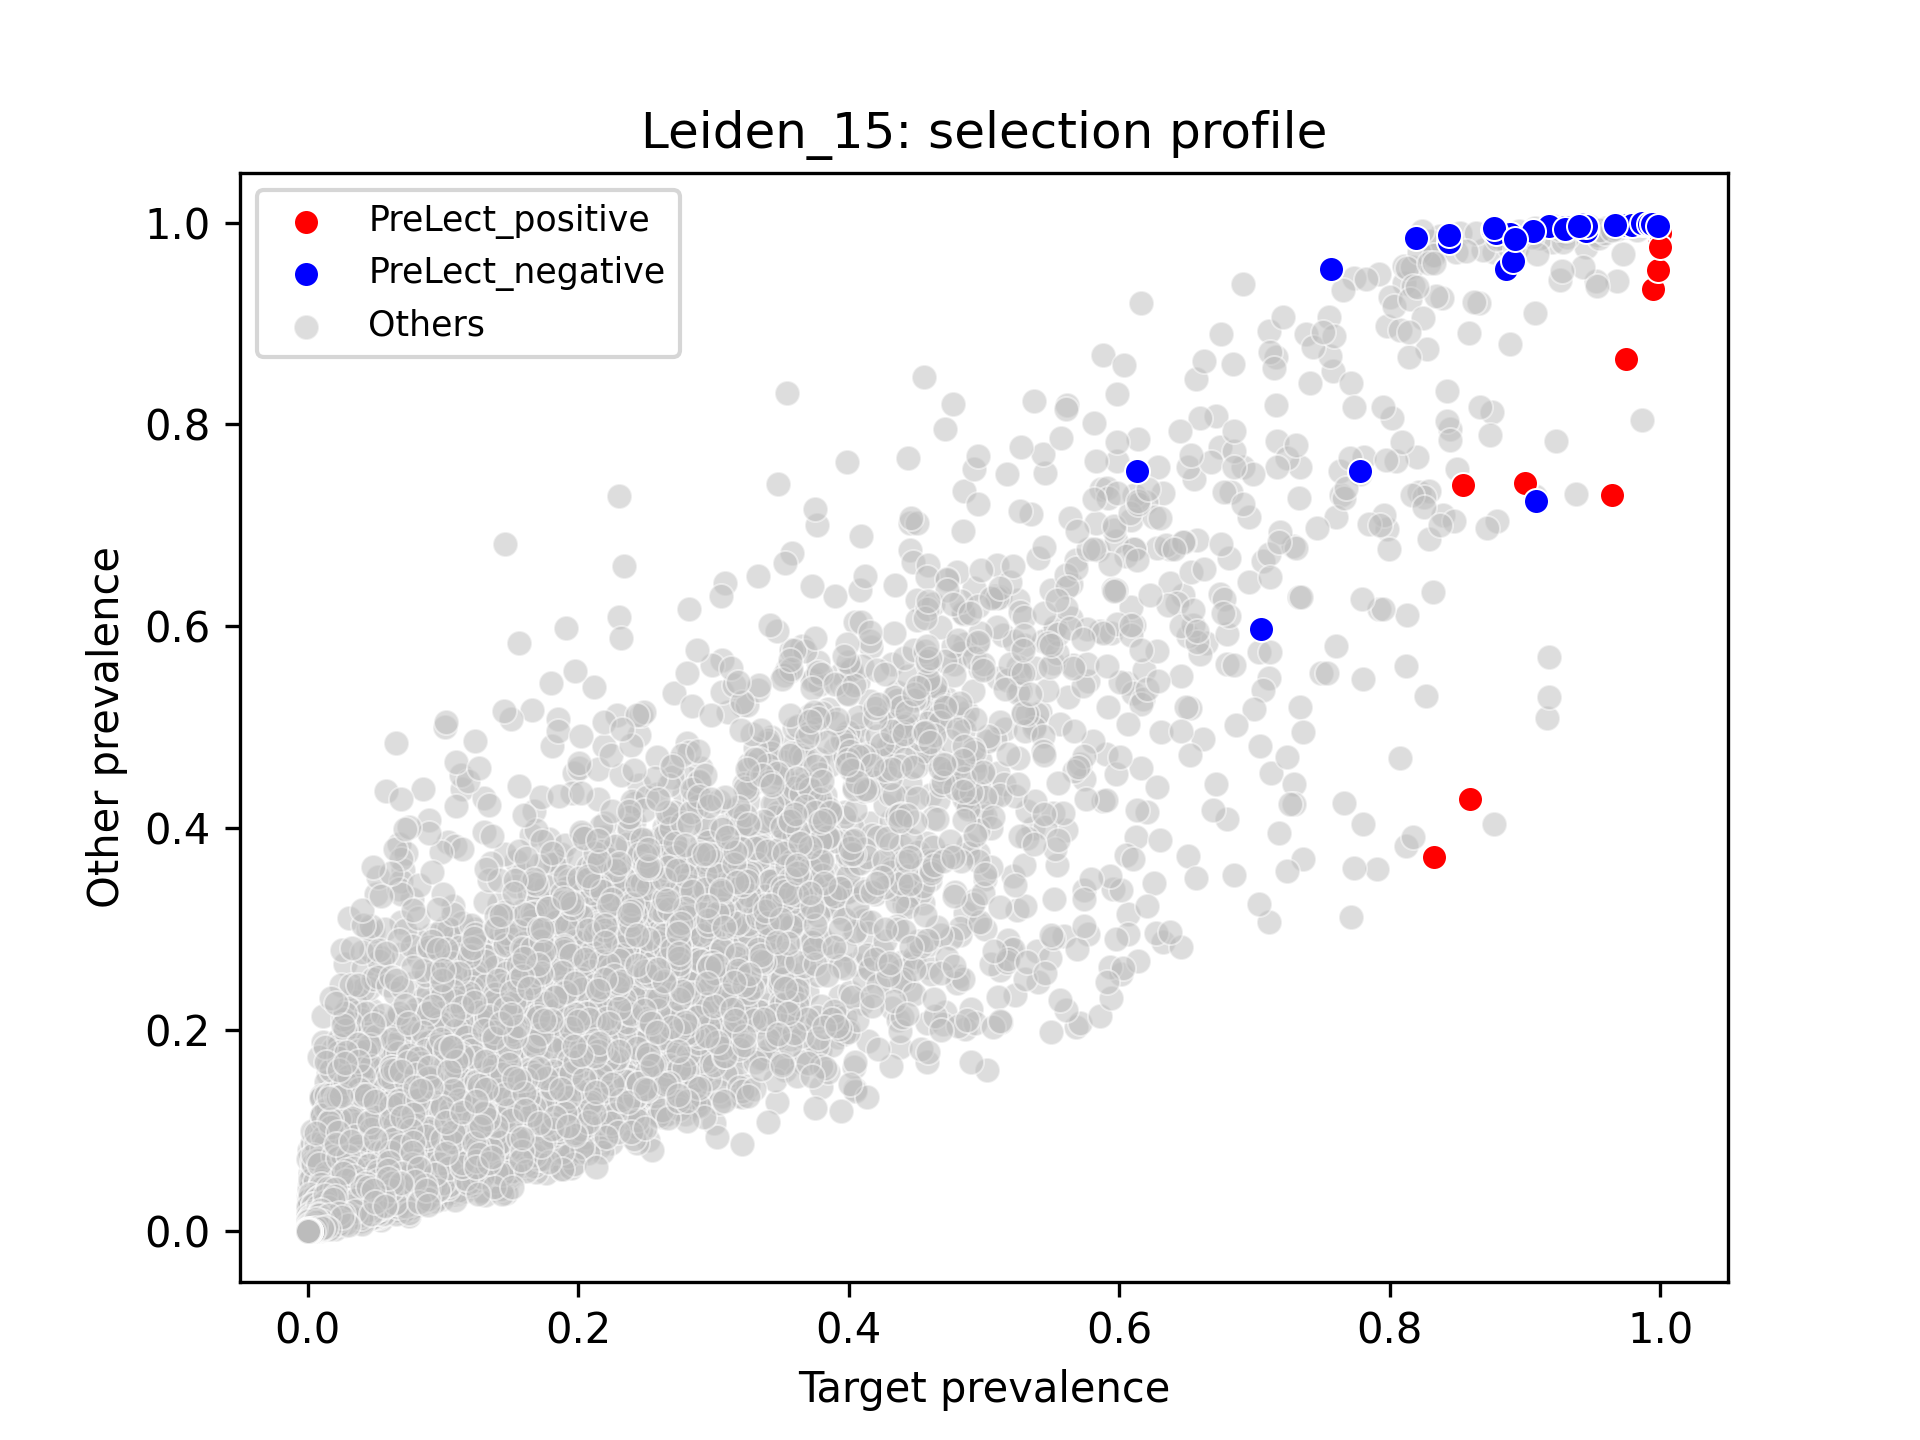 Leiden_15: selection profile
PreLect_positive
PreLect_negative
Others
1.0
0.8
0.6
0.4
0.2
0.0
Other prevalence
0.0 0.2 0.4 0.6 0.8 1.0
Target prevalence